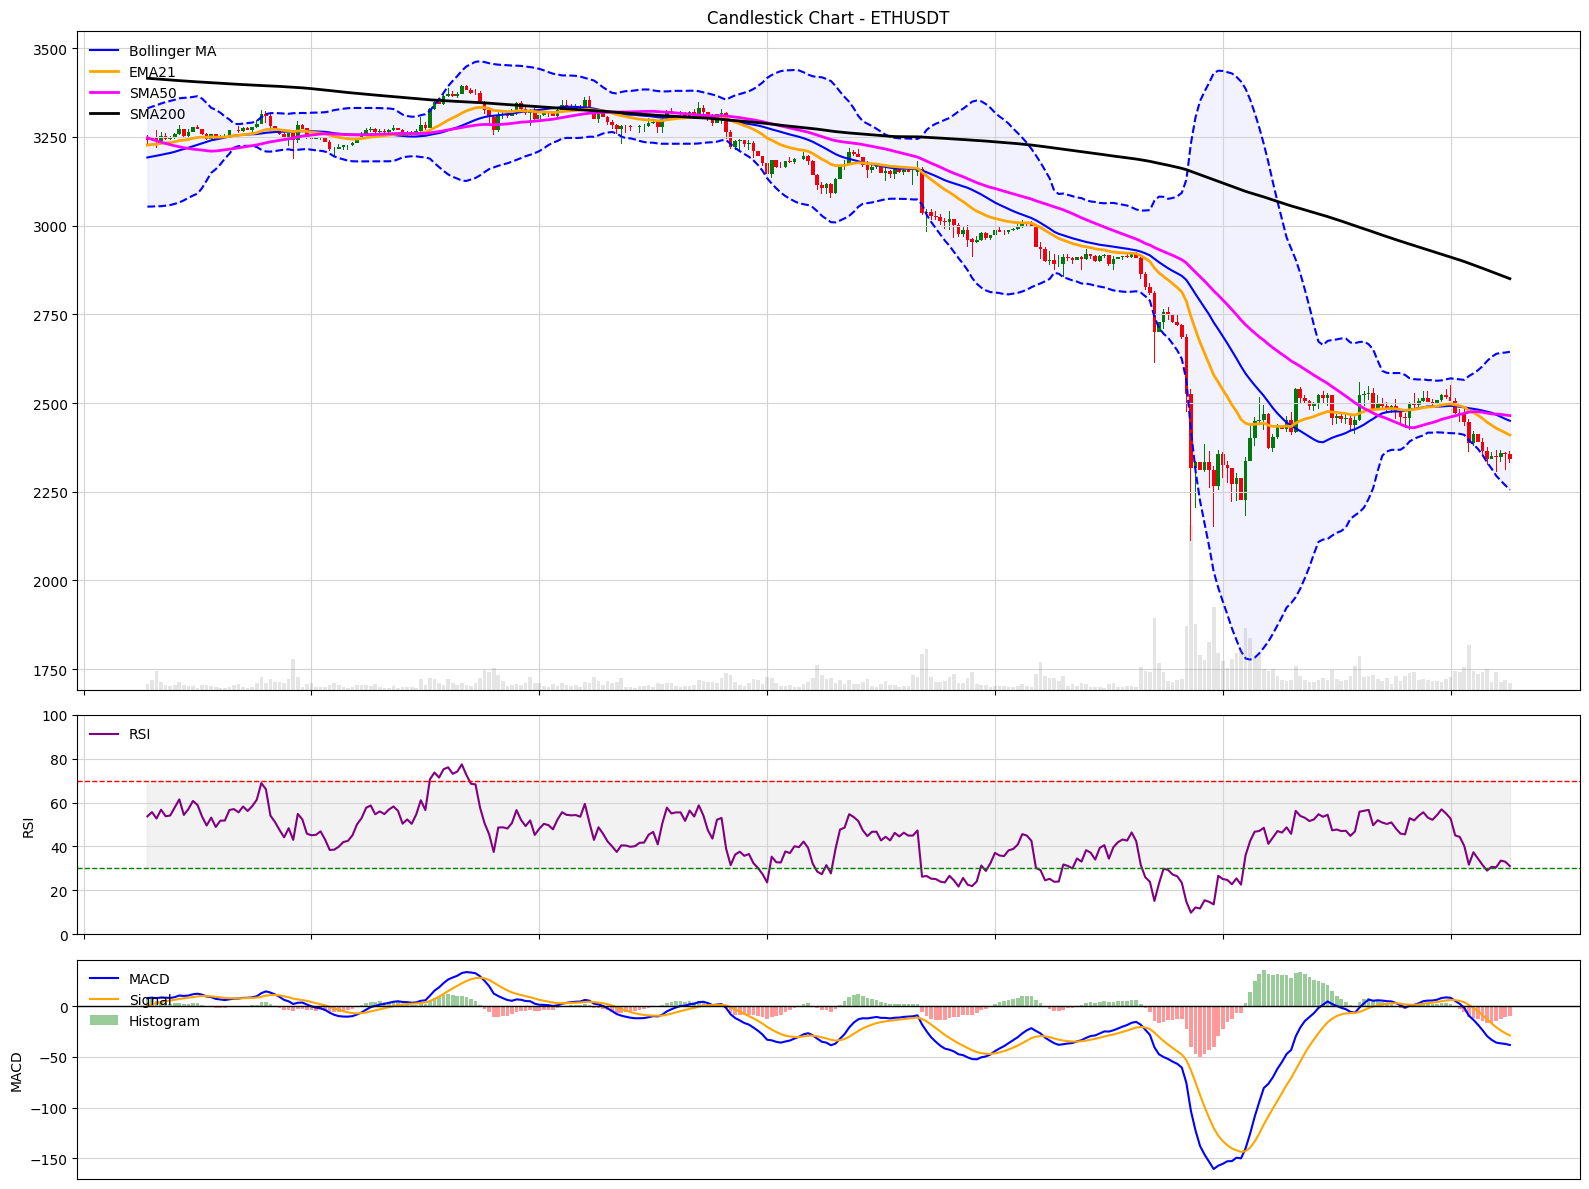 Candlestick Chart - ETHUSDT
3500
3250
3000
2750
2500
2250
2000
1750
Bollinger MA
EMA21
SMA50
SMA200
100
80
60
40
20
0
RSI
RSI
0
−50
−100
−150
MACD
MACD
Signal
Histogram